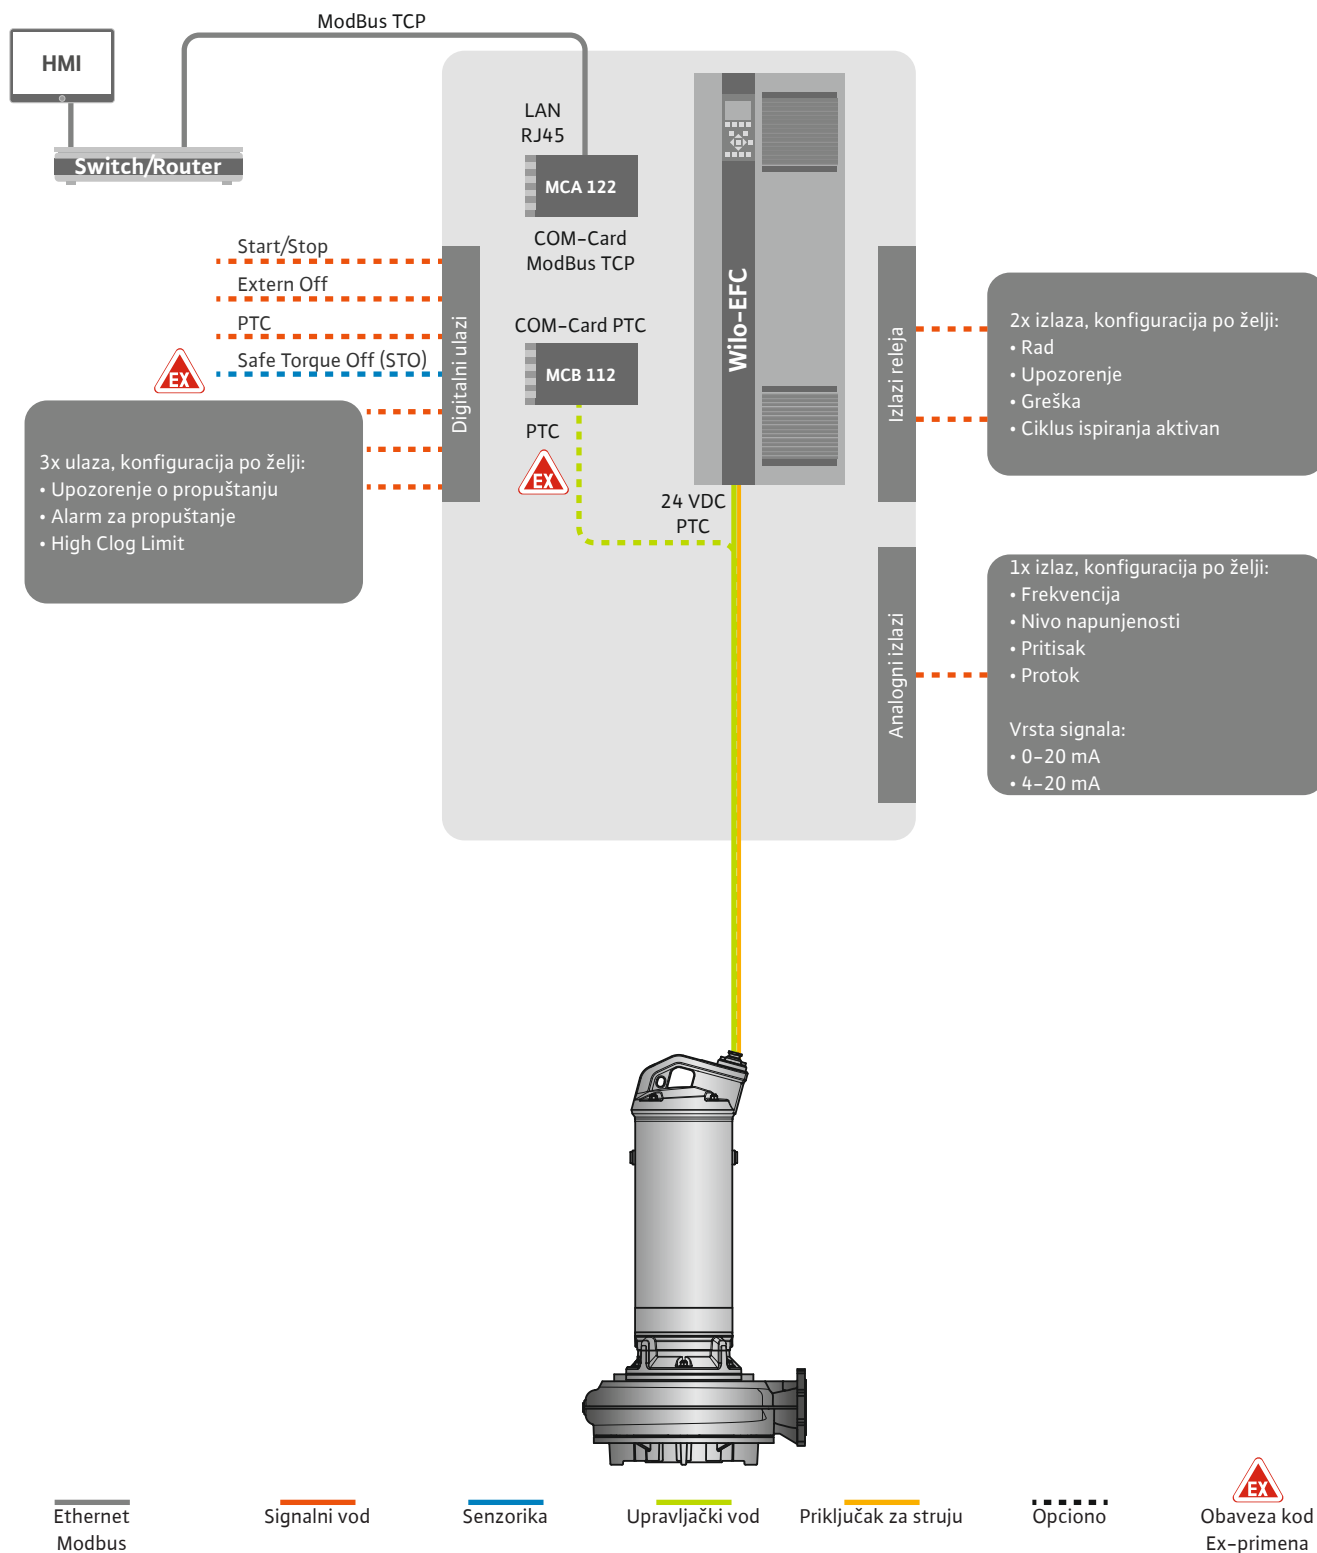 ModBus TCP
HMI
Switch/Router
LAN
RJ45
MCA 122
COM-Card
ModBus TCP
COM-Card PTC
MCB 112
PTC
EX
24 VDC
PTC
Wilo-EFC
Start/Stop
Extern Off
PTC
Safe Torque Off (STO)
EX
Digitalni ulazi
3x ulaza, konfiguracija po želji:
• Upozorenje o propuštanju
• Alarm za propuštanje
• High Clog Limit
Izlazi releja
2x izlaza, konfiguracija po želji:
• Rad
• Upozorenje
• Greška
• Ciklus ispiranja aktivan
Analogni izlazi
1x izlaz, konfiguracija po želji:
• Frekvencija
• Nivo napunjenosti
• Pritisak
• Protok
Vrsta signala:
• 0-20 mA
• 4-20 mA
Ethernet
Modbus
Signalni vod
Senzorika
Upravljački vod
Priključak za struju
Opciono
EX
Obaveza kod
Ex-primena